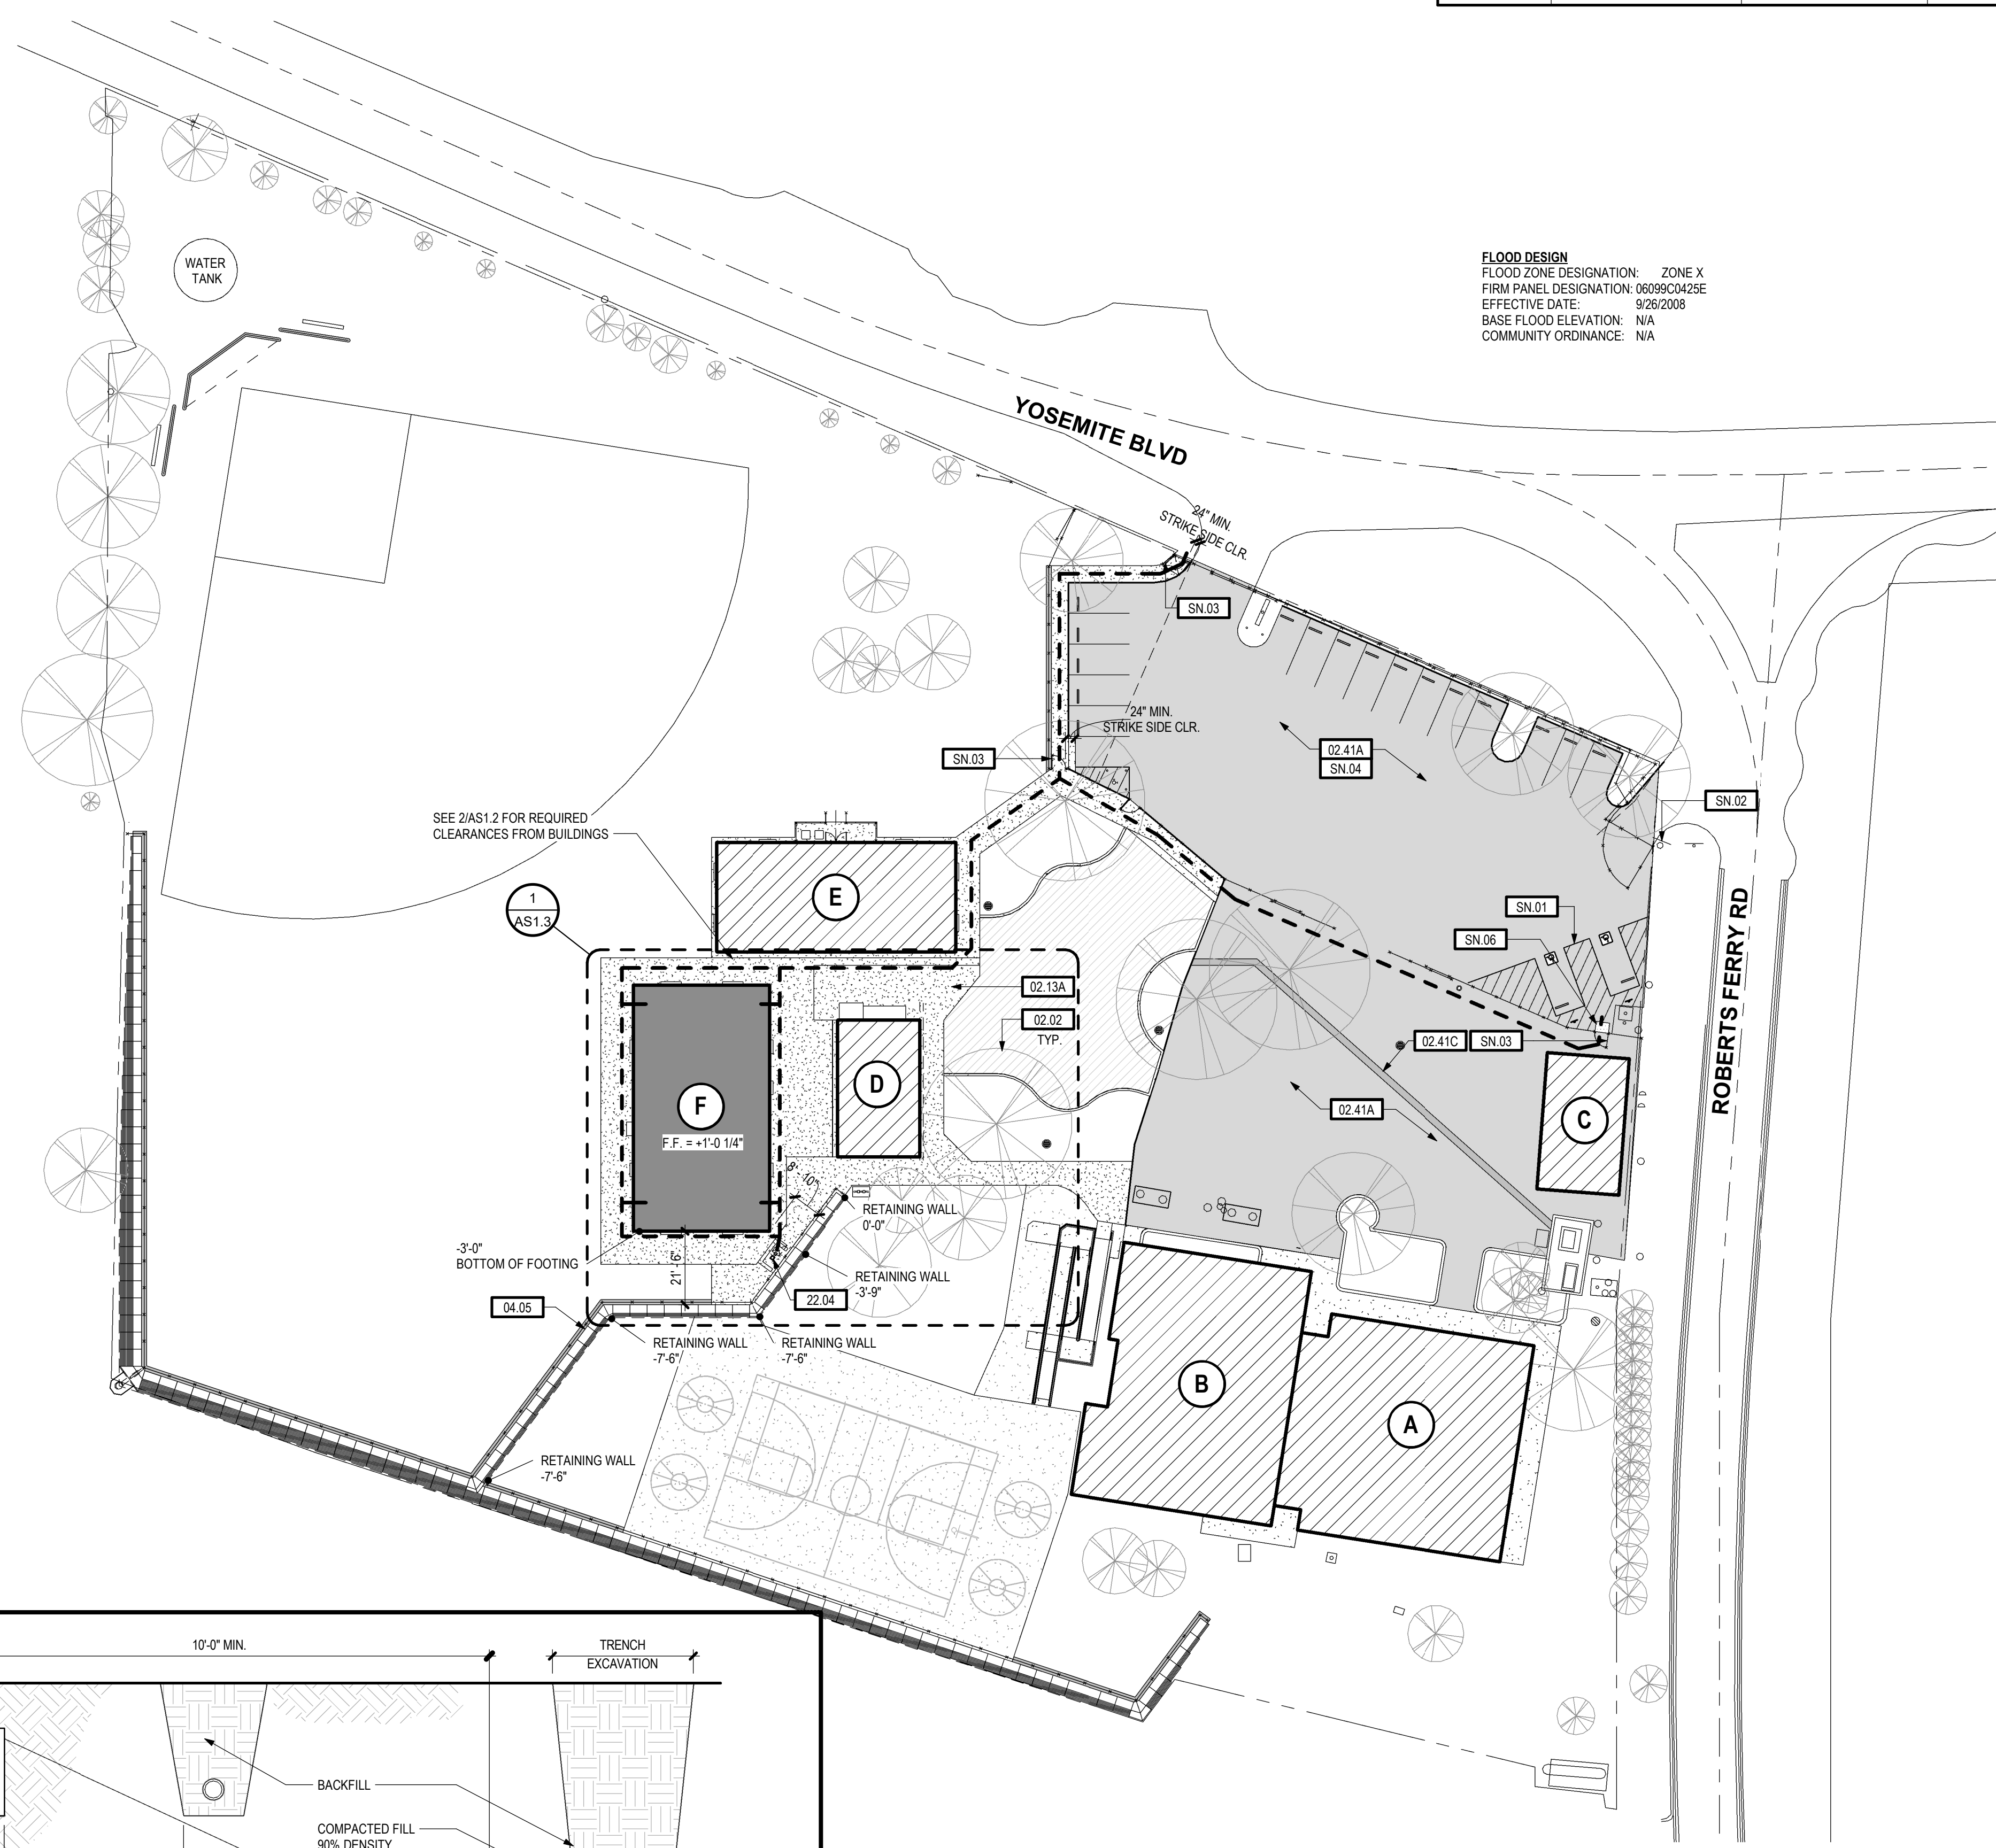 FLOOD DESIGN
FLOOD ZONE DESIGNATION: ZONE X
FIRM PANEL DESIGNATION: 06099C0425E
EFFECTIVE DATE: 9/26/2008
BASE FLOOD ELEVATION: N/A
COMMUNITY ORDINANCE: N/A
WATER
TANK
YOSEMITE BLVD
24" MIN.
STRIKE SIDE CLR.
SN.03
24" MIN.
STRIKE SIDE CLR.
SN.03
02.41A
SN.04
SN.02
SEE 2/AS1.2 FOR REQUIRED
CLEARANCES FROM BUILDINGS
E
1
AS1.3
SN.01
SN.06
ROBERTS FERRY RD
02.13A
02.02
TYP.
02.41C
SN.03
F
F.F. = +1'-0 1/4"
D
02.41A
C
8' - 10"
RETAINING WALL
0'-0"
-3'-0"
BOTTOM OF FOOTING
21' - 6"
RETAINING WALL
-3'-9"
22.04
04.05
RETAINING WALL
-7'-6"
RETAINING WALL
-7'-6"
B
A
RETAINING WALL
-7'-6"
10'-0" MIN.
TRENCH
EXCAVATION
BACKFILL
COMPACTED FILL
90% DENSITY